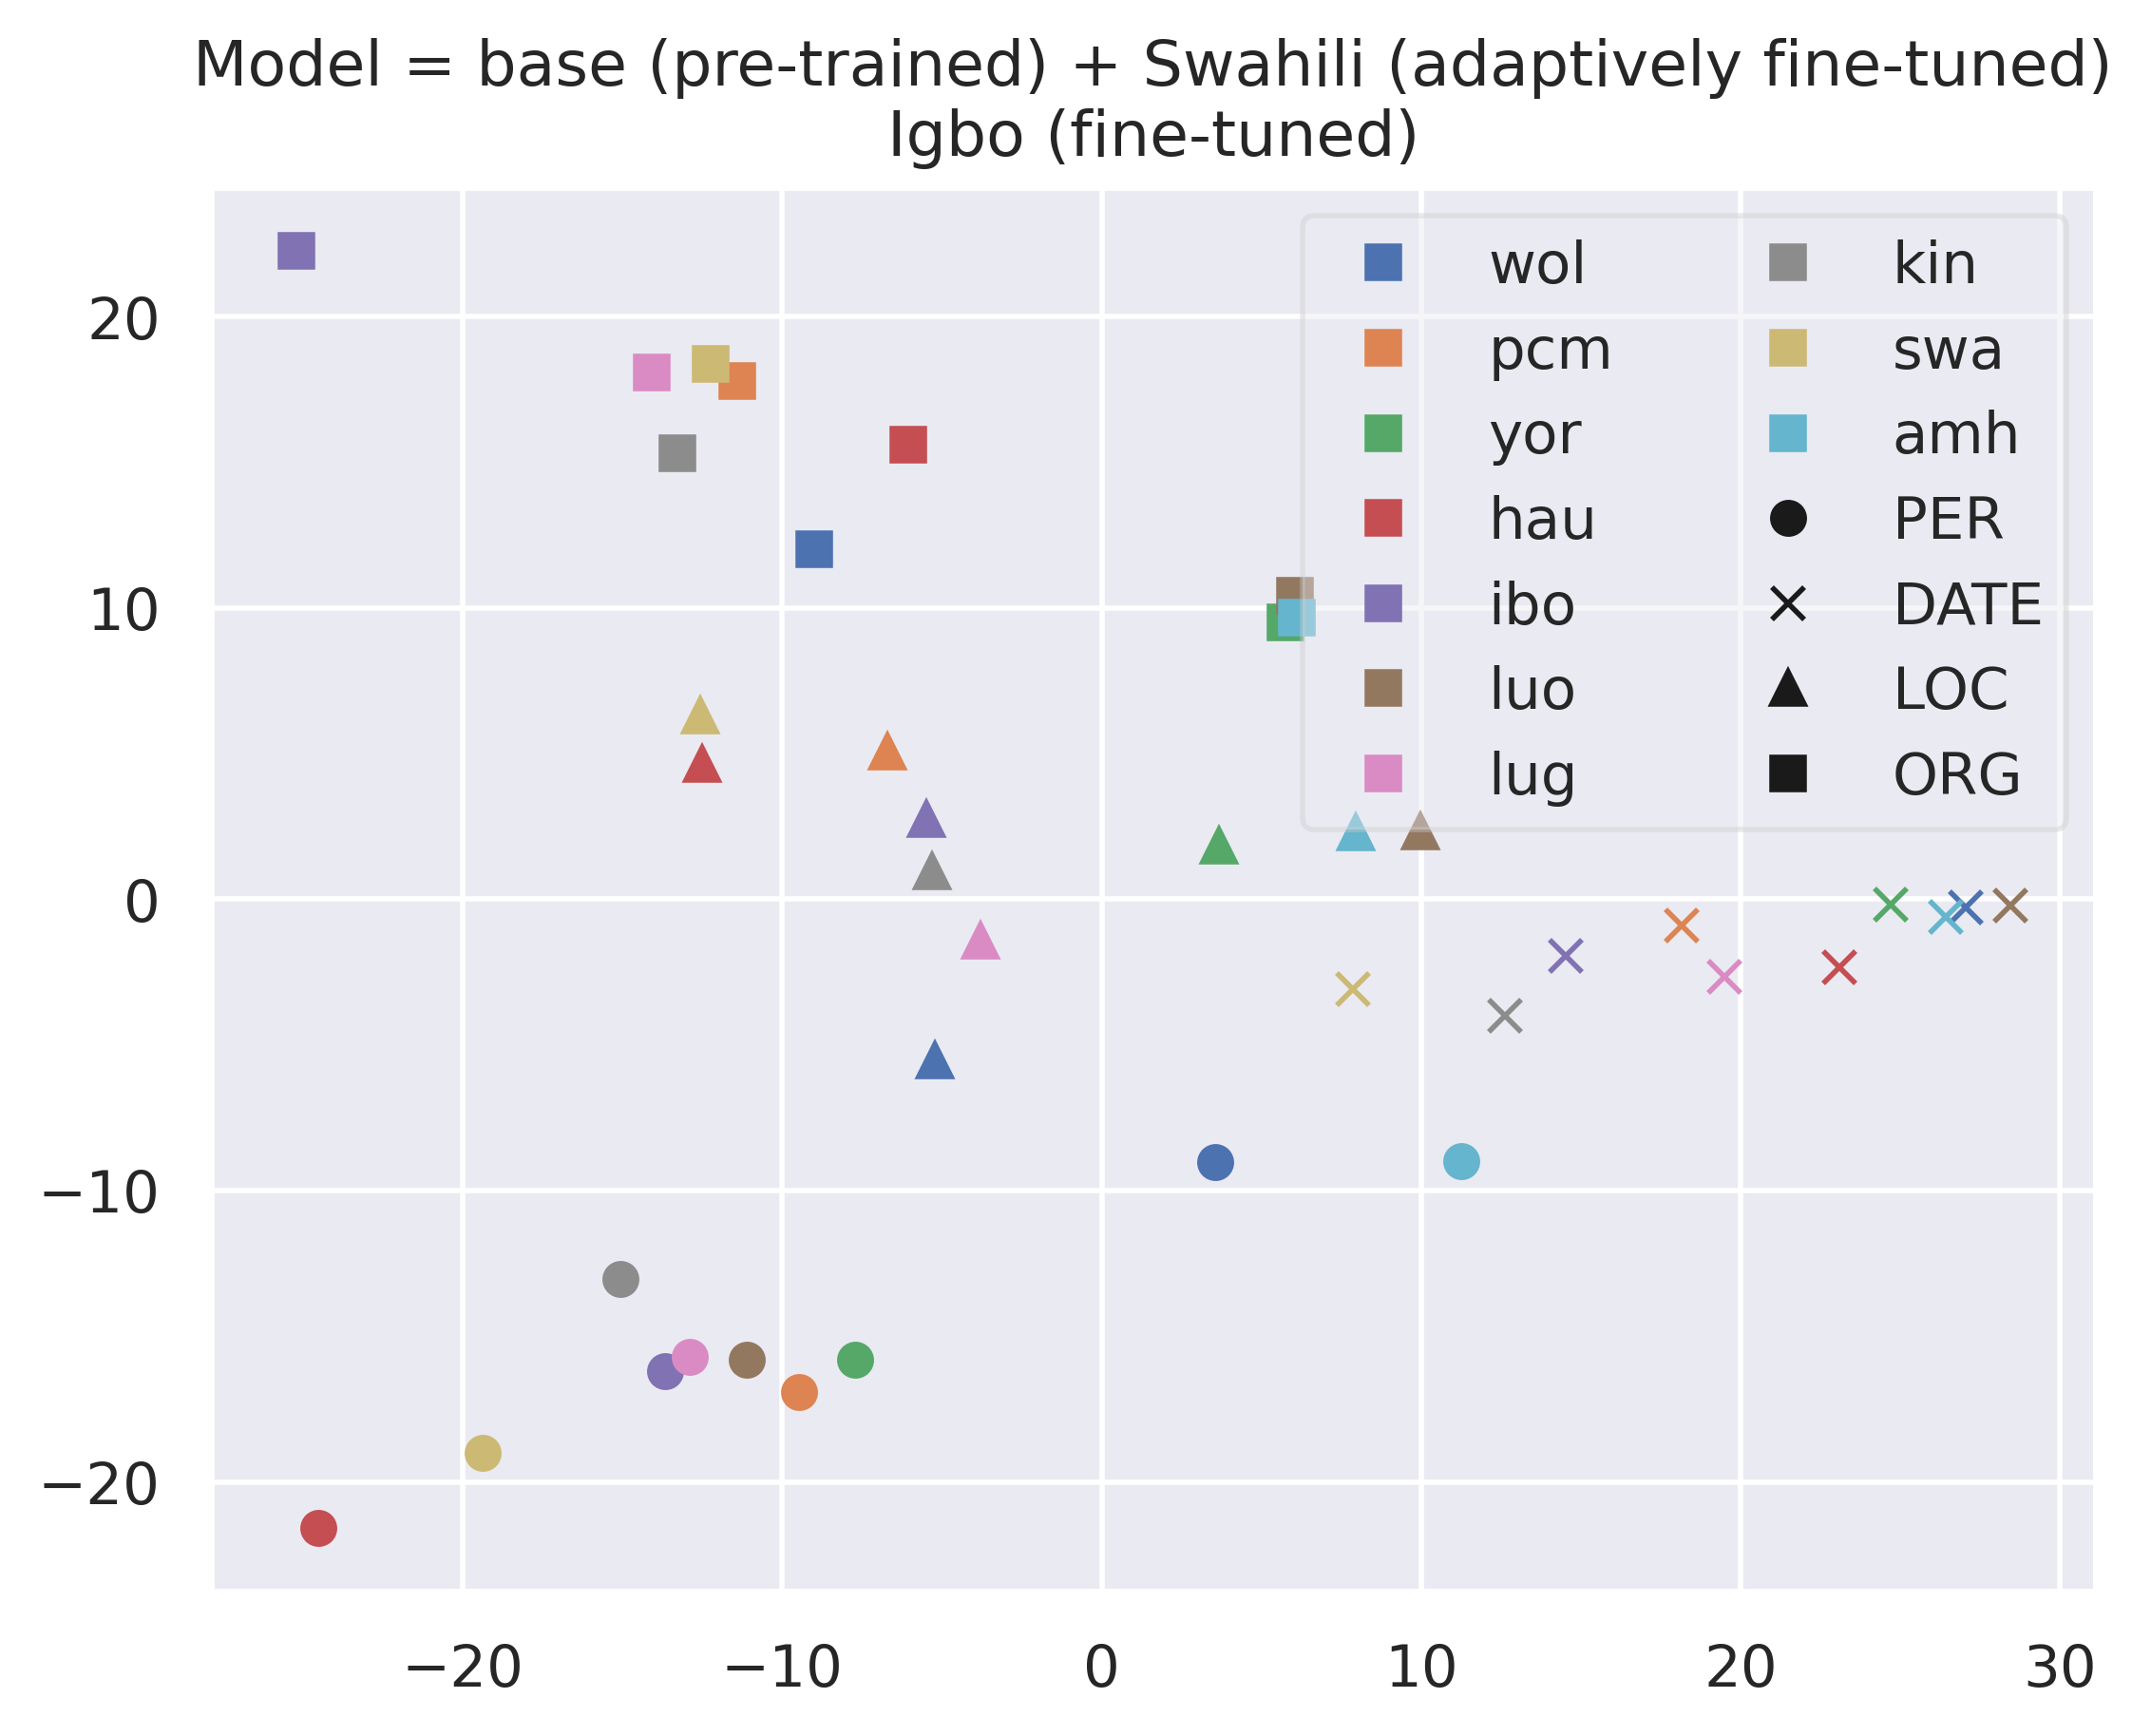 Model = base (pre-trained) + Swahili (adaptively fine-tuned)
Igbo (fine-tuned)
wol
pcm
yor
hau
ibo
luo
lug
kin
swa
amh
PER
DATE
LOC
ORG
20
10
0
−10
−20
−20
−10
0
10
20
30